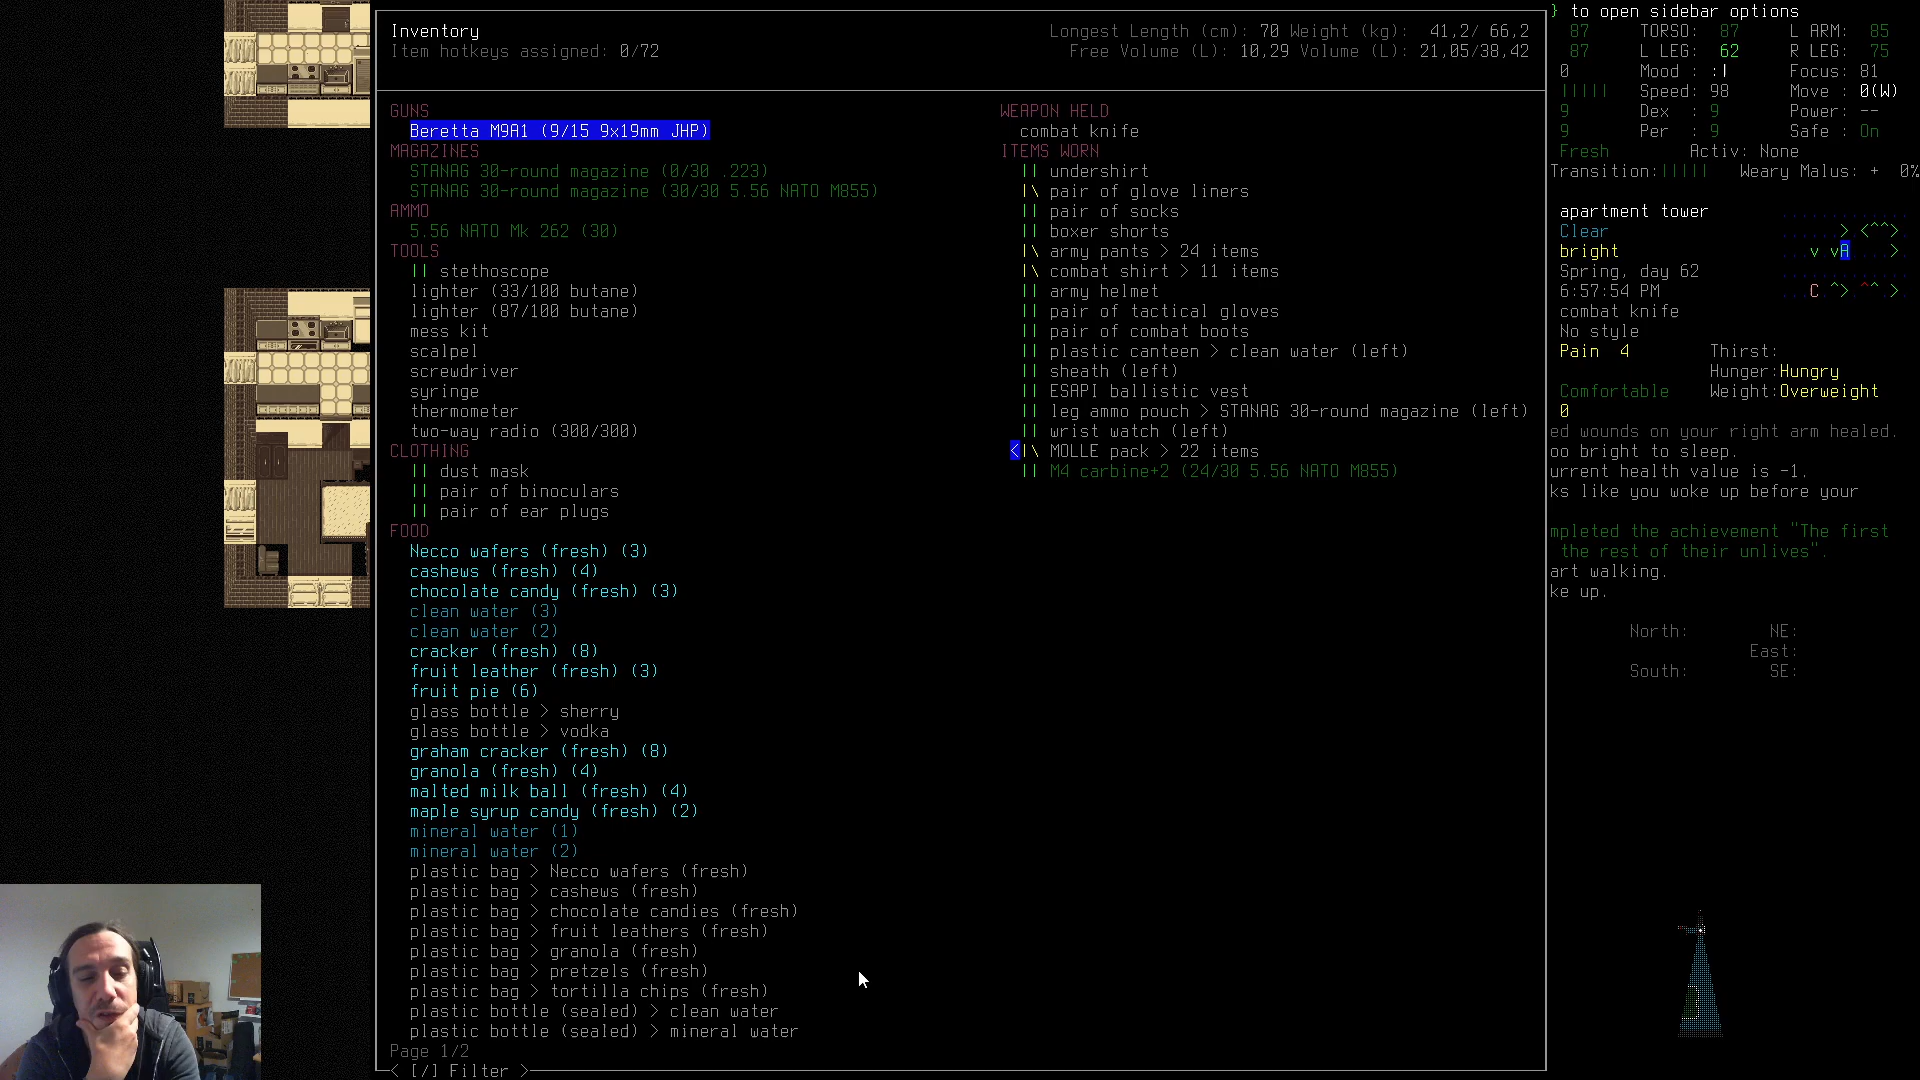 Inventory
Item hotkeys assigned: 0/72
Longest Length (cm): 70 Weight (kg): 41,2/ 66,2
Free Volume (L): 10,29 Volume (L): 21,05/38,42
GUNS
Beretta M9A1 (9/15 9x19mm JHP)
MAGAZINES
STANAG 30-round magazine (0/30 .223)
STANAG 30-round magazine (30/30 5.56 NATO M855)
AMMO
5.56 NATO Mk 262 (30)
TOOLS
|| stethoscope
lighter (33/100 butane)
lighter (87/100 butane)
mess kit
scalpel
screwdriver
syringe
thermometer
two-way radio (300/300)
CLOTHING
|| dust mask
|| pair of binoculars
|| pair of ear plugs
FOOD
Necco wafers (fresh) (3)
cashews (fresh) (4)
chocolate candy (fresh) (3)
clean water (3)
clean water (2)
cracker (fresh) (8)
fruit leather (fresh) (3)
fruit pie (6)
glass bottle > sherry
glass bottle > vodka
graham cracker (fresh) (8)
granola (fresh) (4)
malted milk ball (fresh) (4)
maple syrup candy (fresh) (2)
mineral water (1)
mineral water (2)
plastic bag > Necco wafers (fresh)
plastic bag > cashews (fresh)
plastic bag > chocolate candies (fresh)
plastic bag > fruit leathers (fresh)
plastic bag > granola (fresh)
plastic bag > pretzels (fresh)
plastic bag > tortilla chips (fresh)
plastic bottle (sealed) > clean water
plastic bottle (sealed) > mineral water
Page 1/2
< [/] Filter >
WEAPON HELD
combat knife
ITEMS WORN
|| undershirt
|\ pair of glove liners
|| pair of socks
|| boxer shorts
|\ army pants > 24 items
|\ combat shirt > 11 items
|| army helmet
|| pair of tactical gloves
|| pair of combat boots
|| plastic canteen > clean water (left)
|| sheath (left)
|| ESAPI ballistic vest
|| leg ammo pouch > STANAG 30-round magazine (left)
|| wrist watch (left)
<|\ MOLLE pack > 22 items
|| M4 carbine+2 (24/30 5.56 NATO M855)
} to open sidebar options
87 TORSO: 87 L ARM: 85
87 L LEG: 62 R LEG: 75
0 Mood : :| Focus: 81
||||| Speed: 98 Move : 0(W)
9 Dex : 9 Power: --
9 Per : 9 Safe : On
Fresh Activ: None
Transition:||||| Weary Malus: + 0%
apartment tower
Clear > <^^>
bright v vA >
Spring, day 62
6:57:54 PM C ^> ^^ >
combat knife
No style
Pain 4 Thirst:
Hunger:Hungry
Comfortable Weight:Overweight
0
ed wounds on your right arm healed.
oo bright to sleep.
urrent health value is -1.
ks like you woke up before your
mpleted the achievement "The first
the rest of their unlives".
art walking.
ke up.
North: NE:
East:
South: SE: